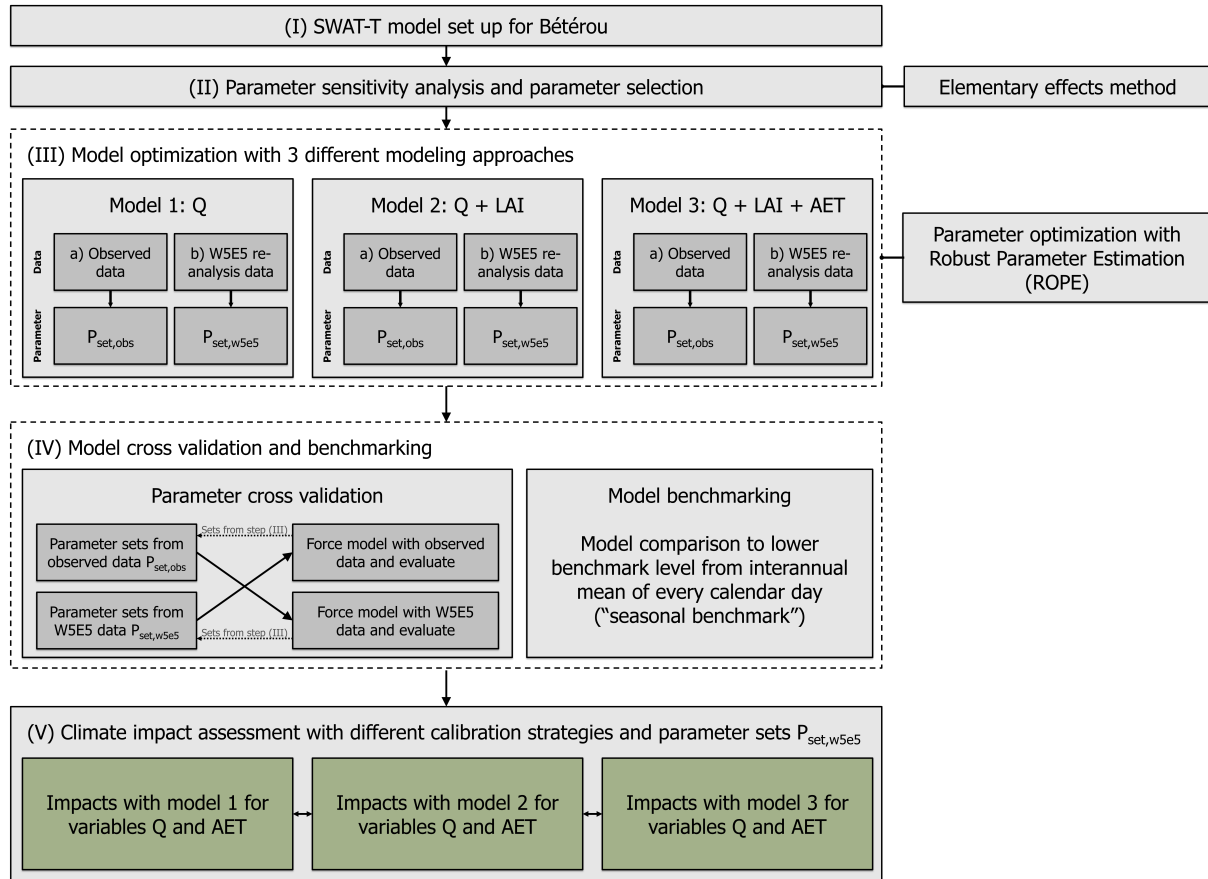 (I) SWAT-T model set up for Bétérou
(II) Parameter sensitivity analysis and parameter selection
Elementary effects method
(III) Model optimization with 3 different modeling approaches
Model 1: Q
Data
a) Observed
data
b) W5E5 re-
analysis data
Parameter
Pset,obs
Pset,w5e5
Model 2: Q + LAI
Data
a) Observed
data
b) W5E5 re-
analysis data
Parameter
Pset,obs
Pset,w5e5
Model 3: Q + LAI + AET
Data
a) Observed
data
b) W5E5 re-
analysis data
Parameter
Pset,obs
Pset,w5e5
Parameter optimization with
Robust Parameter Estimation
(ROPE)
(IV) Model cross validation and benchmarking
Parameter cross validation
Parameter sets from
observed data Pset,obs
Sets from step (III)
Force model with observed
data and evaluate
Parameter sets from
W5E5 data Pset,w5e5
Sets from step (III)
Force model with W5E5
data and evaluate
Model benchmarking
Model comparison to lower
benchmark level from interannual
mean of every calendar day
(“seasonal benchmark”)
(V) Climate impact assessment with different calibration strategies and parameter sets Pset,w5e5
Impacts with model 1 for
variables Q and AET
Impacts with model 2 for
variables Q and AET
Impacts with model 3 for
variables Q and AET